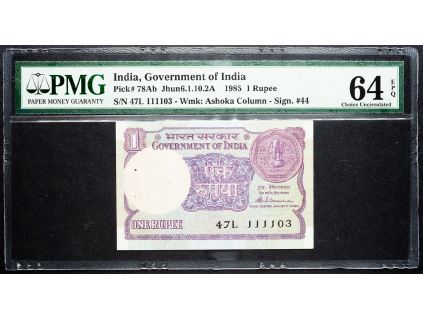 PMG
PAPER MONEY GUARANTY
India, Government of India
Pick# 78Ab Jhun6.1.10.2A 1985 1 Rupee
S/N 47L 111103 - Wmk: Ashoka Column - Sign. #44
64 EPQ
Choice Uncirculated
1
भारत सरकार
GOVERNMENT OF INDIA
एक
रुपया
ONE RUPEE
47L 111103